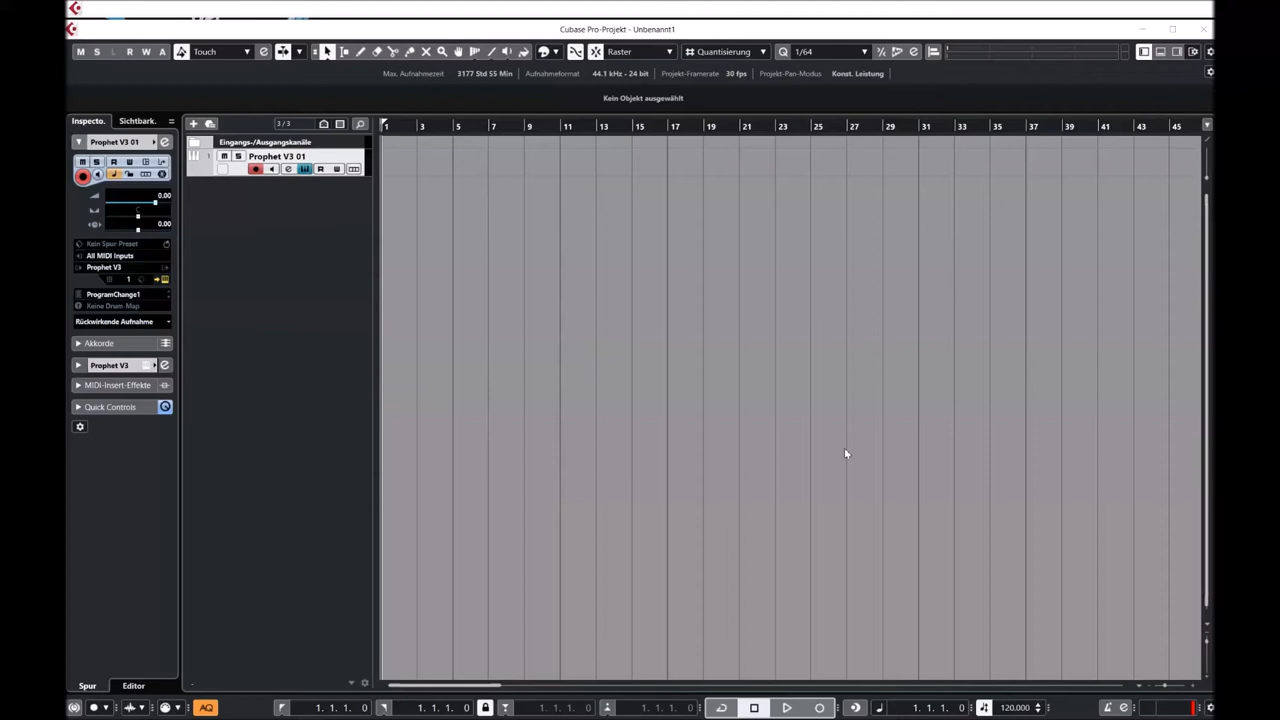 Cubase Pro-Projekt - Unbenannt1
M S L R W A Touch Raster Quantisierung 1/64
Max. Aufnahmezeit 3177 Std 55 Min Aufnahmeformat 44.1 kHz - 24 bit Projekt-Framerate 30 fps Projekt-Pan-Modus Konst. Leistung
Kein Objekt ausgewählt
Inspecto. Sichtbark. 3/3 1 3 5 7 9 11 13 15 17 19 21 23 25 27 29 31 33 35 37 39 41 43 45
Prophet V3 01 Eingangs-/Ausgangskanäle
1 M S Prophet V3 01
M S R W
R W
0.00
C
0.00
Kein Spur-Preset
All MIDI Inputs
Prophet V3
1
ProgramChange1
Keine Drum-Map
Rückwirkende Aufnahme
Akkorde
Prophet V3
MIDI-Insert-Effekte
Quick Controls
Spur Editor
AQ 1. 1. 1. 0 1. 1. 1. 0 1. 1. 1. 0 1. 1. 1. 0 1. 1. 1. 0 120.000